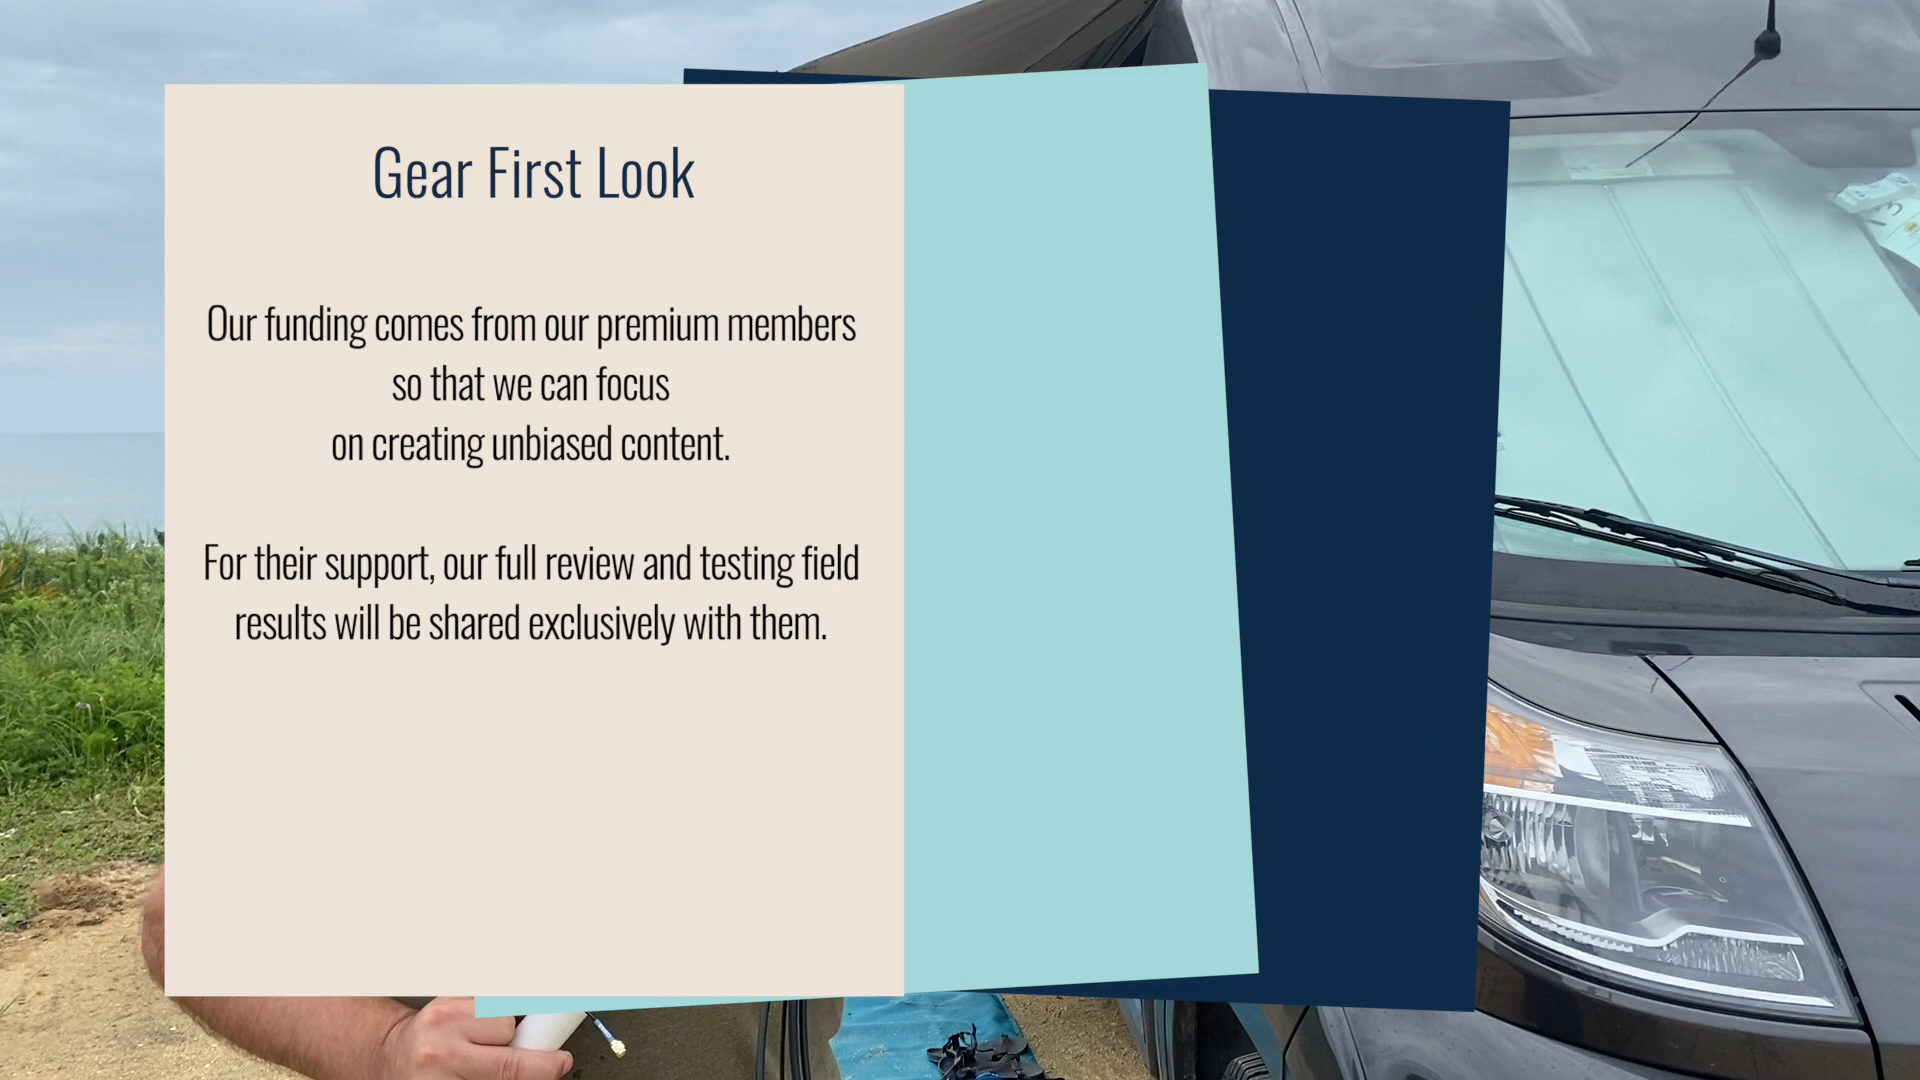 Gear First Look
Our funding comes from our premium members
so that we can focus
on creating unbiased content.
For their support, our full review and testing field
results will be shared exclusively with them.